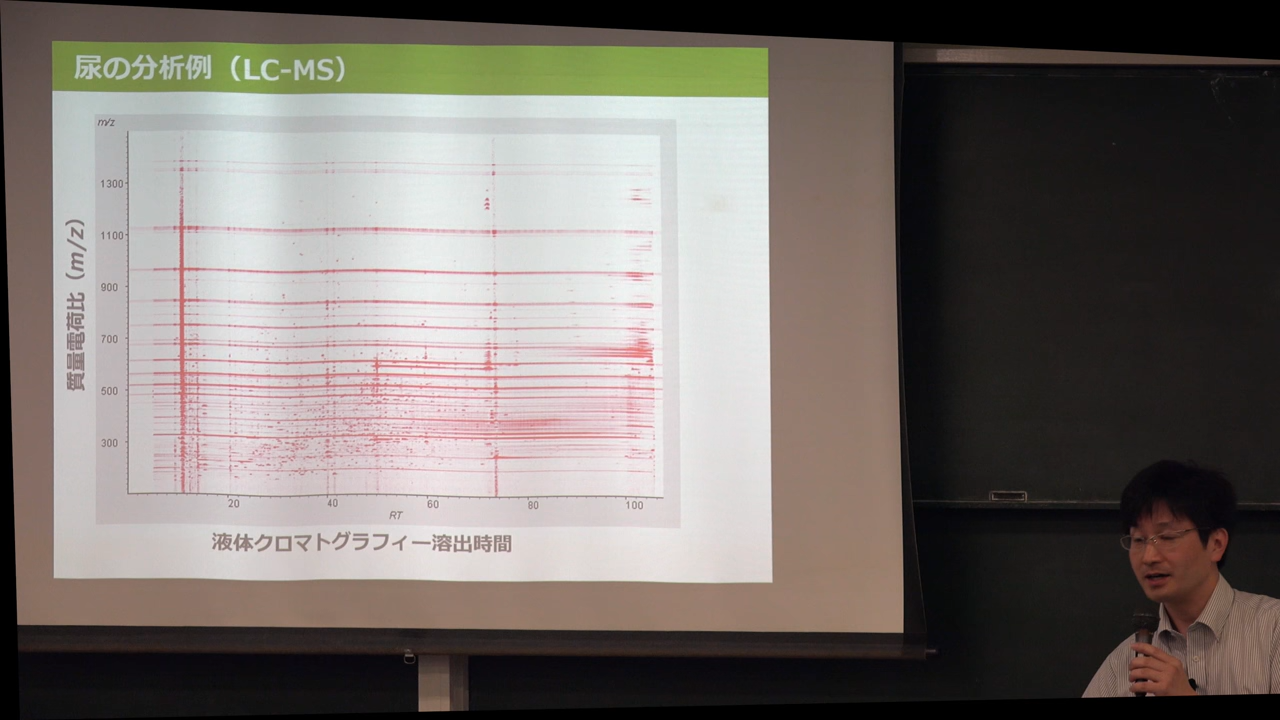 尿の分析例（LC-MS）
m/z
質量電荷比（m/z）
1300
1100
900
700
500
300
20 40 60 80 100
RT
液体クロマトグラフィー溶出時間